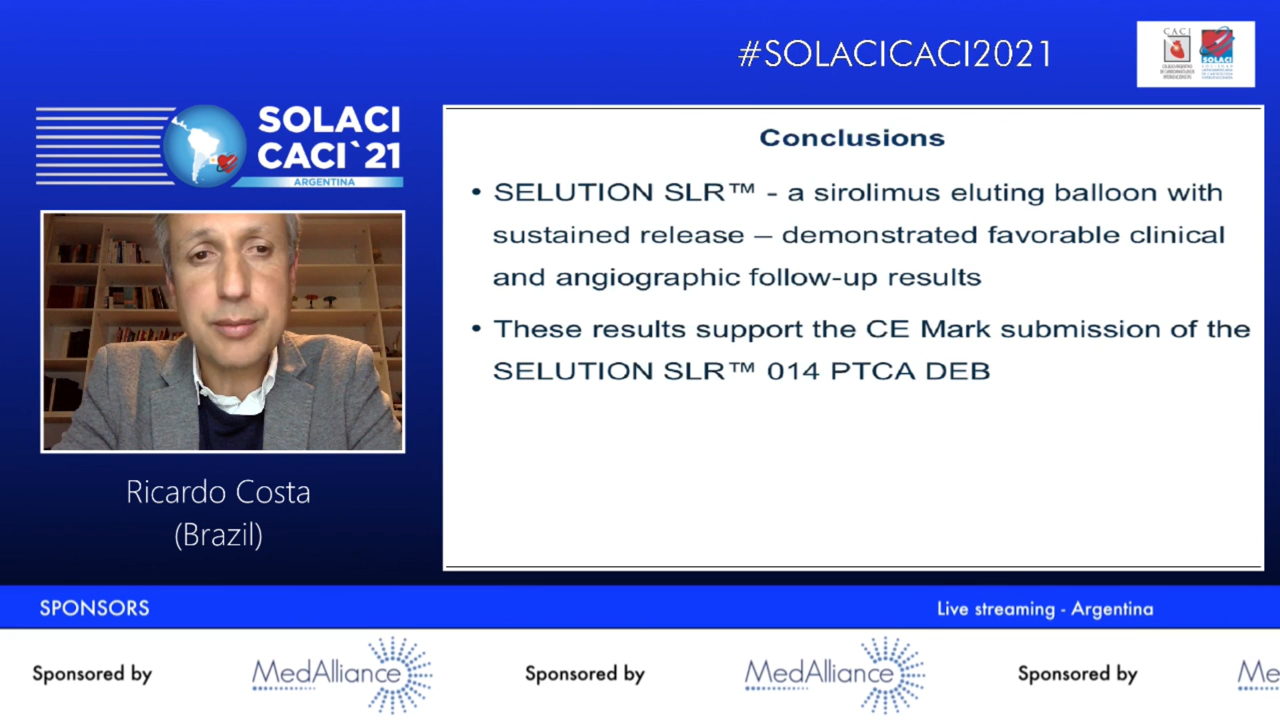 #SOLACICACI2021
CACI
SOLACI
SOLACI
CACI`21
ARGENTINA
Conclusions
• SELUTION SLR™ - a sirolimus eluting balloon with
sustained release – demonstrated favorable clinical
and angiographic follow-up results
• These results support the CE Mark submission of the
SELUTION SLR™ 014 PTCA DEB
Ricardo Costa
(Brazil)
SPONSORS
Live streaming - Argentina
Sponsored by
MedAlliance
Sponsored by
MedAlliance
Sponsored by
Me